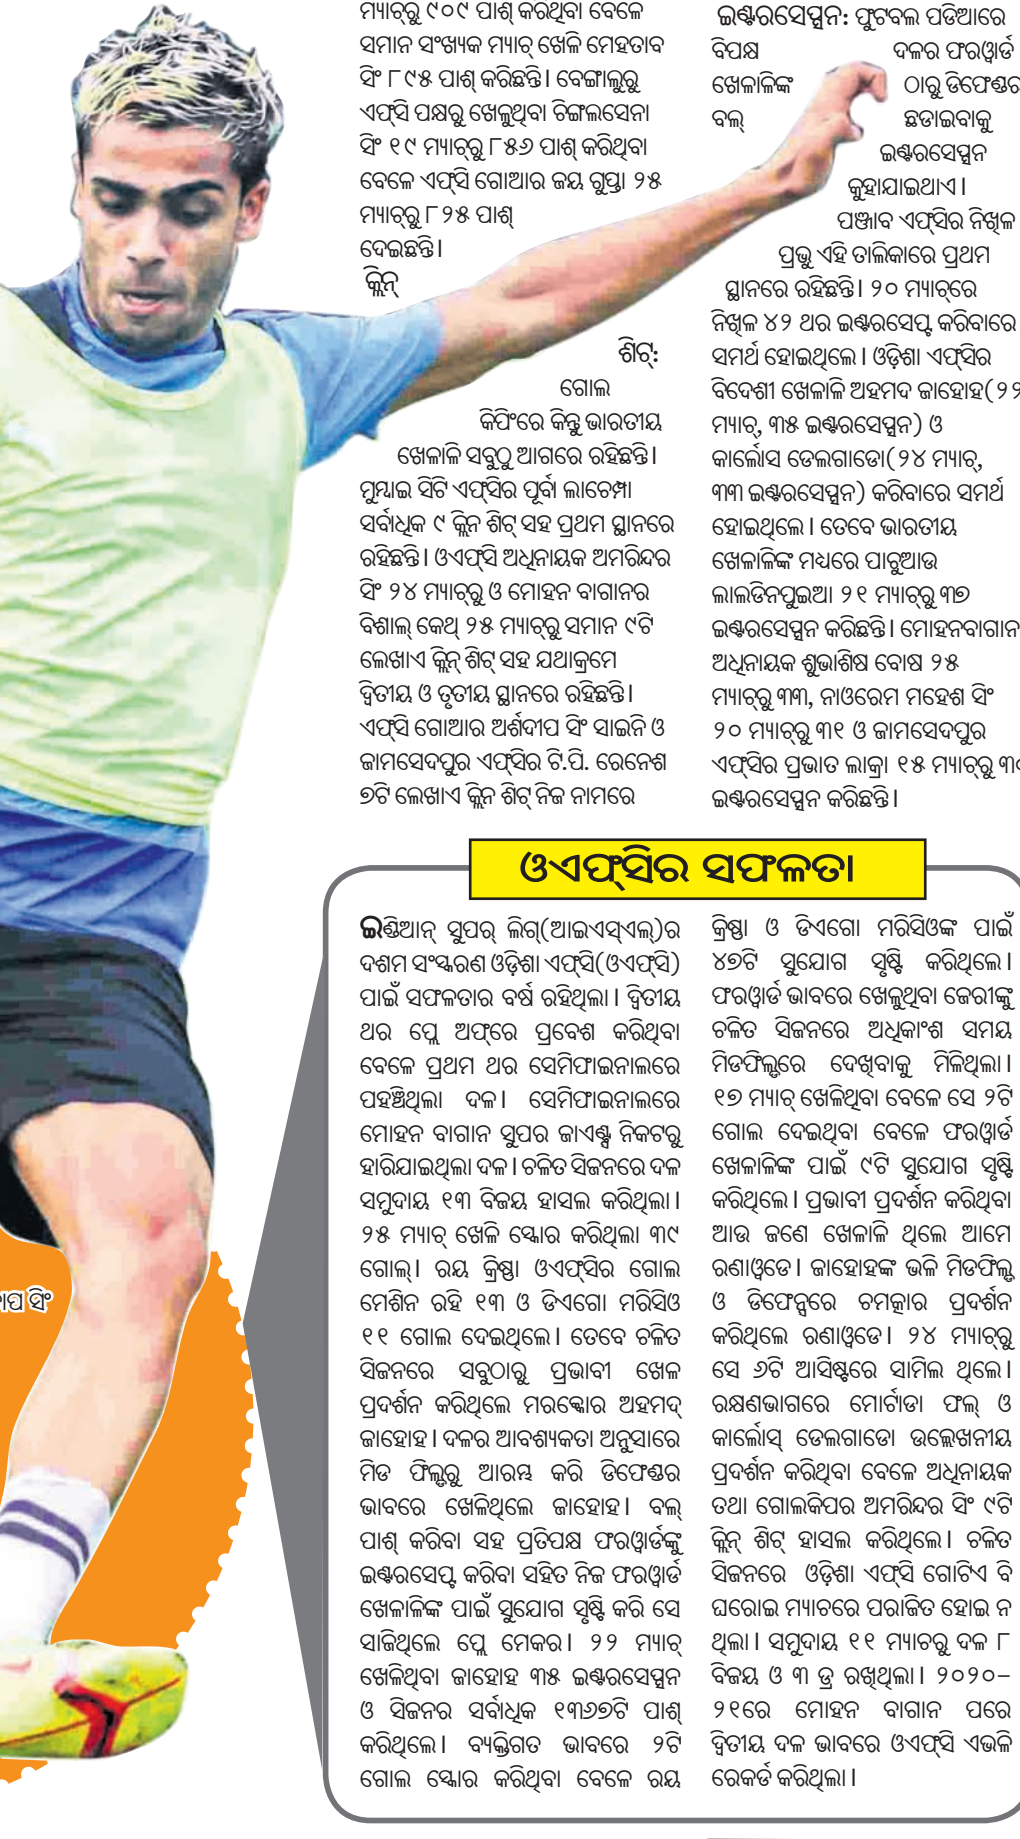 ମ୍ୟାଚ୍‌ରୁ ୯୦୯ ପାଶ୍ କରିଥିବା ବେଳେ
ସମାନ ସଂଖ୍ୟକ ମ୍ୟାଚ୍ ଖେଳି ମେହତାବ
ସିଂ ୮୯୫ ପାଶ୍ କରିଛନ୍ତି। ବେଙ୍ଗାଲୁରୁ
ଏଫ୍‌ସି ପକ୍ଷରୁ ଖେଳୁଥିବା ଚିଙ୍ଗଲସେନା
ସିଂ ୧୯ ମ୍ୟାଚ୍‌ରୁ ୮୫୬ ପାଶ୍ କରିଥିବା
ବେଳେ ଏଫ୍‌ସି ଗୋଆର ଜୟ ଗୁପ୍ତା ୨୫
ମ୍ୟାଚ୍‌ରୁ ୮୨୫ ପାଶ୍
ଦେଇଛନ୍ତି।
କ୍ଲିନ୍
ଶିଟ୍:
ଗୋଲ
କିପିଂରେ କିନ୍ତୁ ଭାରତୀୟ
ଖେଳାଳି ସବୁଠୁ ଆଗରେ ରହିଛନ୍ତି।
ମୁମ୍ବାଇ ସିଟି ଏଫ୍‌ସିର ପୂର୍ବା ଲାଚେମ୍ପା
ସର୍ବାଧିକ ୯ କ୍ଲିନ ଶିଟ୍ ସହ ପ୍ରଥମ ସ୍ଥାନରେ
ରହିଛନ୍ତି। ଓଏଫ୍‌ସି ଅଧିନାୟକ ଅମରିନ୍ଦର
ସିଂ ୨୪ ମ୍ୟାଚ୍‌ରୁ ଓ ମୋହନ ବାଗାନର
ବିଶାଲ୍ କେଥ୍ ୨୫ ମ୍ୟାଚ୍‌ରୁ ସମାନ ୯ଟି
ଲେଖାଏ କ୍ଲିନ୍ ଶିଟ୍ ସହ ଯଥାକ୍ରମେ
ଦ୍ୱିତୀୟ ଓ ତୃତୀୟ ସ୍ଥାନରେ ରହିଛନ୍ତି।
ଏଫ୍‌ସି ଗୋଆର ଅର୍ଶଦୀପ ସିଂ ସାଇନି ଓ
ଜାମସେଦପୁର ଏଫ୍‌ସିର ଟି.ପି. ରେନେଶ
୭ଟି ଲେଖାଏ କ୍ଲିନ ଶିଟ୍ ନିଜ ନାମରେ
ଇଣ୍ଟରସେପ୍ସନ: ଫୁଟବଲ ପଡିଆରେ
ବିପକ୍ଷ ଦଳର ଫରୱାର୍ଡ
ଖେଳାଳିଙ୍କ ଠାରୁ ଡିଫେଣ୍ଡର
ବଲ୍ ଛଡାଇବାକୁ
ଇଣ୍ଟରସେପ୍ସନ
କୁହାଯାଇଥାଏ।
ପଞ୍ଜାବ ଏଫ୍‌ସିର ନିଖିଳ
ପ୍ରଭୁ ଏହି ତାଲିକାରେ ପ୍ରଥମ
ସ୍ଥାନରେ ରହିଛନ୍ତି। ୨୦ ମ୍ୟାଚ୍‌ରେ
ନିଖିଳ ୪୨ ଥର ଇଣ୍ଟରସେପ୍ଟ କରିବାରେ
ସମର୍ଥ ହୋଇଥିଲେ। ଓଡ଼ିଶା ଏଫ୍‌ସିର
ବିଦେଶୀ ଖେଳାଳି ଅହମଦ ଜାହୋହ(୨୨
ମ୍ୟାଚ୍, ୩୫ ଇଣ୍ଟରସେପ୍ସନ) ଓ
କାର୍ଲୋସ ଡେଲଗାଡୋ(୨୪ ମ୍ୟାଚ୍,
୩୩ ଇଣ୍ଟରସେପ୍ସନ) କରିବାରେ ସମର୍ଥ
ହୋଇଥିଲେ। ତେବେ ଭାରତୀୟ
ଖେଳାଳିଙ୍କ ମଧ୍ୟରେ ପାଚୁଆଉ
ଲାଲଡିନପୁଇଆ ୨୧ ମ୍ୟାଚ୍‌ରୁ ୩୭
ଇଣ୍ଟରସେପ୍ସନ କରିଛନ୍ତି। ମୋହନବାଗାନ
ଅଧିନାୟକ ଶୁଭାଶିଷ ବୋଷ ୨୫
ମ୍ୟାଚ୍‌ରୁ ୩୩, ନାଓରେମ ମହେଶ ସିଂ
୨୦ ମ୍ୟାଚ୍‌ରୁ ୩୧ ଓ ଜାମସେଦପୁର
ଏଫ୍‌ସିର ପ୍ରଭାତ ଲାକ୍ରା ୧୫ ମ୍ୟାଚ୍‌ରୁ
ଇଣ୍ଟରସେପ୍ସନ କରିଛନ୍ତି।
ସିଂ
ଓଏଫ୍‌ସିର ସଫଳତା
ଇଣ୍ଡିଆନ୍ ସୁପର୍ ଲିଗ୍(ଆଇଏସ୍‌ଏଲ୍)ର
ଦଶମ ସଂସ୍କରଣ ଓଡ଼ିଶା ଏଫ୍‌ସି(ଓଏଫ୍‌ସି)
ପାଇଁ ସଫଳତାର ବର୍ଷ ରହିଥିଲା। ଦ୍ୱିତୀୟ
ଥର ପ୍ଲେ ଅଫ୍‌ରେ ପ୍ରବେଶ କରିଥିବା
ବେଳେ ପ୍ରଥମ ଥର ସେମିଫାଇନାଲରେ
ପହଞ୍ଚିଥିଲା ଦଳ। ସେମିଫାଇନାଲରେ
ମୋହନ ବାଗାନ ସୁପର ଜାଏଣ୍ଟ ନିକଟରୁ
ହାରିଯାଇଥିଲା ଦଳ। ଚଳିତ ସିଜନରେ ଦଳ
ସମୁଦାୟ ୧୩ ବିଜୟ ହାସଲ କରିଥିଲା।
୨୫ ମ୍ୟାଚ୍ ଖେଳି ସ୍କୋର କରିଥିଲା ୩୯
ଗୋଲ୍। ରୟ କ୍ରିଷ୍ଣା ଓଏଫ୍‌ସିର ଗୋଲ
ମେଶିନ ରହି ୧୩ ଓ ଡିଏଗୋ ମରିସିଓ
୧୧ ଗୋଲ ଦେଇଥିଲେ। ତେବେ ଚଳିତ
ସିଜନରେ ସବୁଠାରୁ ପ୍ରଭାବୀ ଖେଳ
ପ୍ରଦର୍ଶନ କରିଥିଲେ ମରକ୍କୋର ଅହମଦ୍
ଜାହୋହ। ଦଳର ଆବଶ୍ୟକତା ଅନୁସାରେ
ମିଡ ଫିଲ୍ଡରୁ ଆରମ୍ଭ କରି ଡିଫେଣ୍ଡର
ଭାବରେ ଖେଳିଥିଲେ ଜାହୋହ। ବଲ୍
ପାଶ୍ କରିବା ସହ ପ୍ରତିପକ୍ଷ ଫରୱାର୍ଡଙ୍କୁ
ଇଣ୍ଟରସେପ୍ଟ କରିବା ସହିତ ନିଜ ଫରୱାର୍ଡ
ଖେଳାଳିଙ୍କ ପାଇଁ ସୁଯୋଗ ସୃଷ୍ଟି କରି ସେ
ସାଜିଥିଲେ ପ୍ଲେ ମେକର। ୨୨ ମ୍ୟାଚ୍
ଖେଳିଥିବା ଜାହୋହ ୩୫ ଇଣ୍ଟରସେପ୍ସନ
ଓ ସିଜନର ସର୍ବାଧିକ ୧୩୬୭ଟି ପାଶ୍
କରିଥିଲେ। ବ୍ୟକ୍ତିଗତ ଭାବରେ ୨ଟି
ଗୋଲ ସ୍କୋର କରିଥିବା ବେଳେ ରୟ
କ୍ରିଷ୍ଣା ଓ ଡିଏଗୋ ମରିସିଓଙ୍କ ପାଇଁ
୪୭ଟି ସୁଯୋଗ ସୃଷ୍ଟି କରିଥିଲେ।
ଫରୱାର୍ଡ ଭାବରେ ଖେଳୁଥିବା ଜେରୀଙ୍କୁ
ଚଳିତ ସିଜନରେ ଅଧିକାଂଶ ସମୟ
ମିଡଫିଲ୍ଡରେ ଦେଖିବାକୁ ମିଳିଥିଲା।
୧୭ ମ୍ୟାଚ୍ ଖେଳିଥିବା ବେଳେ ସେ ୨ଟି
ଗୋଲ ଦେଇଥିବା ବେଳେ ଫରୱାର୍ଡ
ଖେଳାଳିଙ୍କ ପାଇଁ ୯ଟି ସୁଯୋଗ ସୃଷ୍ଟି
କରିଥିଲେ। ପ୍ରଭାବୀ ପ୍ରଦର୍ଶନ କରିଥିବା
ଆଉ ଜଣେ ଖେଳାଳି ଥିଲେ ଆମେ
ରଣାୱଡେ। ଜାହୋହଙ୍କ ଭଳି ମିଡଫିଲ୍ଡ
ଓ ଡିଫେନ୍ସରେ ଚମତ୍କାର ପ୍ରଦର୍ଶନ
କରିଥିଲେ ରଣାୱଡେ। ୨୪ ମ୍ୟାଚ୍‌ରୁ
ସେ ୬ଟି ଆସିଷ୍ଟରେ ସାମିଲ ଥିଲେ।
ରକ୍ଷଣଭାଗରେ ମୋର୍ଟାଡା ଫଲ୍ ଓ
କାର୍ଲୋସ୍ ଡେଲଗାଡୋ ଉଲ୍ଲେଖନୀୟ
ପ୍ରଦର୍ଶନ କରିଥିବା ବେଳେ ଅଧିନାୟକ
ତଥା ଗୋଲକିପର ଅମରିନ୍ଦର ସିଂ ୯ଟି
କ୍ଲିନ୍ ଶିଟ୍ ହାସଲ କରିଥିଲେ। ଚଳିତ
ସିଜନରେ ଓଡ଼ିଶା ଏଫ୍‌ସି ଗୋଟିଏ ବି
ଘରୋଇ ମ୍ୟାଚରେ ପରାଜିତ ହୋଇ ନ
ଥିଲା। ସମୁଦାୟ ୧୧ ମ୍ୟାଚରୁ ଦଳ ୮
ବିଜୟ ଓ ୩ ଡ୍ର ରଖିଥିଲା। ୨୦୨୦–
୨୧ରେ ମୋହନ ବାଗାନ ପରେ
ଦ୍ୱିତୀୟ ଦଳ ଭାବରେ ଓଏଫ୍‌ସି ଏଭଳି
ରେକର୍ଡ କରିଥିଲା।